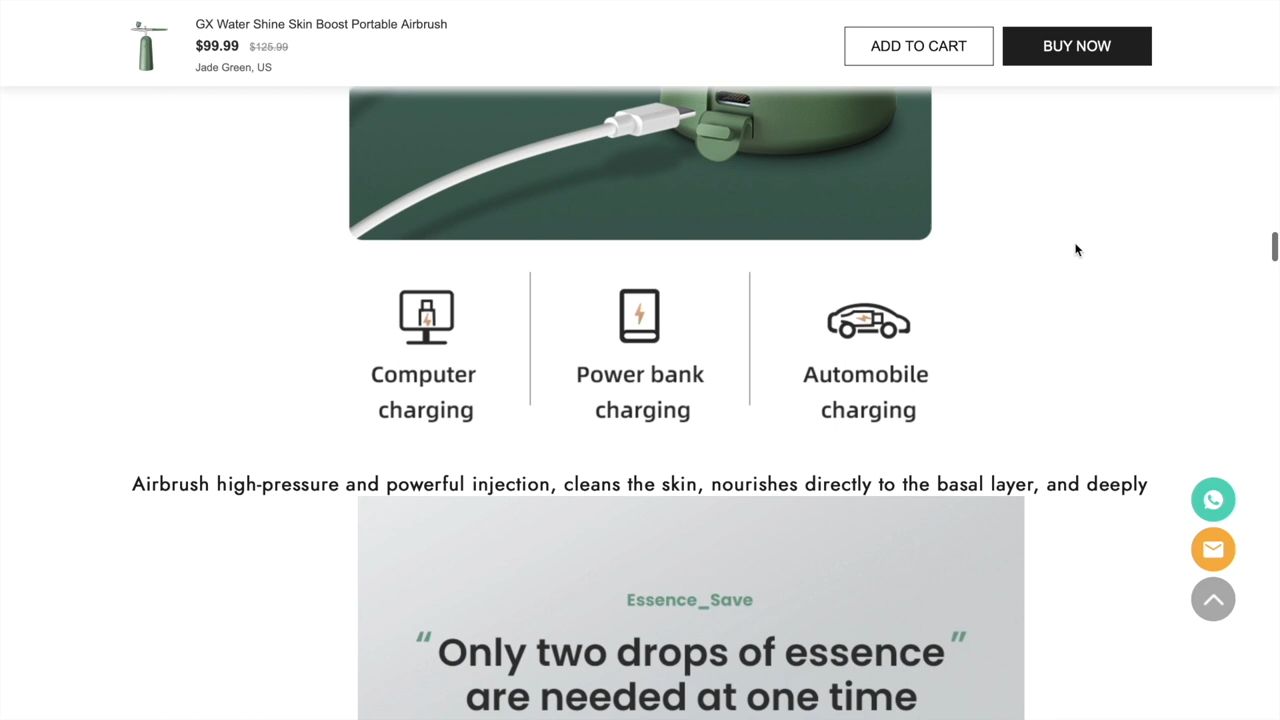 GX Water Shine Skin Boost Portable Airbrush
$99.99 $125.99
Jade Green, US
ADD TO CART
BUY NOW
Computer
charging
Power bank
charging
Automobile
charging
Airbrush high-pressure and powerful injection, cleans the skin, nourishes directly to the basal layer, and deeply
Essence_Save
“Only two drops of essence”
are needed at one time